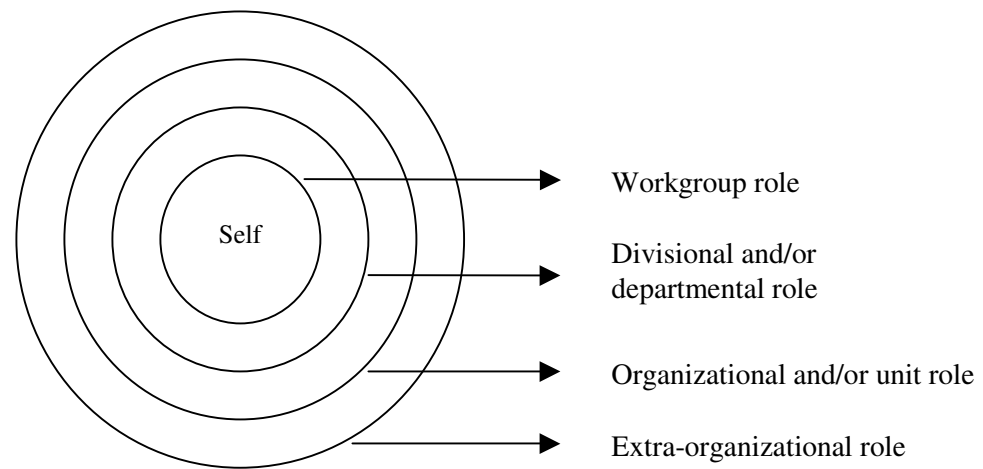 Workgroup role
Self
Divisional and/or
departmental role
Organizational and/or unit role
Extra-organizational role